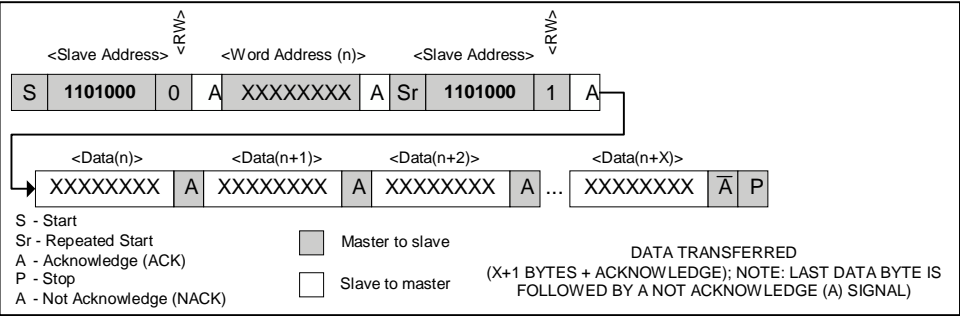 <RW> <RW>
<Slave Address> <Word Address (n)> <Slave Address>
S 1101000 0 A XXXXXXXX A Sr 1101000 1 A
<Data(n)> <Data(n+1)> <Data(n+2)> <Data(n+X)>
XXXXXXXX A XXXXXXXX A XXXXXXXX A ... XXXXXXXX A̅ P
S - Start
Sr - Repeated Start
A - Acknowledge (ACK)
P - Stop
A - Not Acknowledge (NACK)
Master to slave
Slave to master
DATA TRANSFERRED
(X+1 BYTES + ACKNOWLEDGE); NOTE: LAST DATA BYTE IS
FOLLOWED BY A NOT ACKNOWLEDGE (A) SIGNAL)